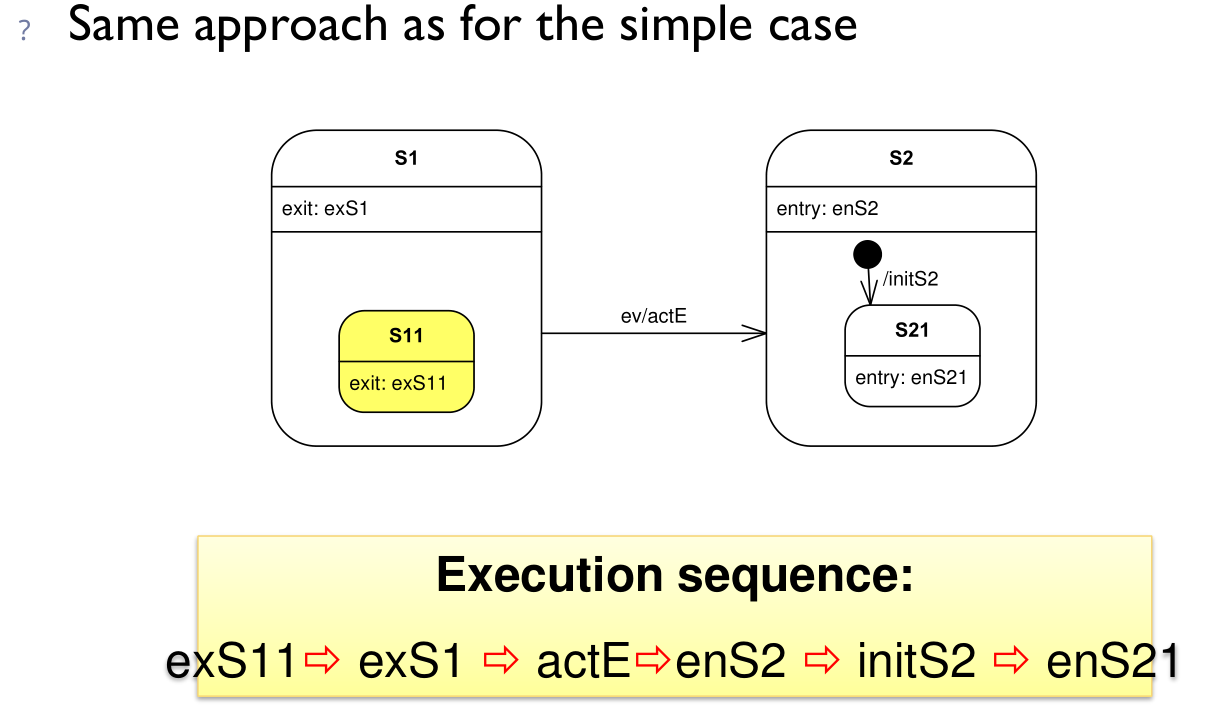 ? Same approach as for the simple case
S1
exit: exS1
S11
exit: exS11
ev/actE
S2
entry: enS2
/initS2
S21
entry: enS21
Execution sequence:
exS11⇨ exS1 ⇨ actE⇨enS2 ⇨ initS2 ⇨ enS21